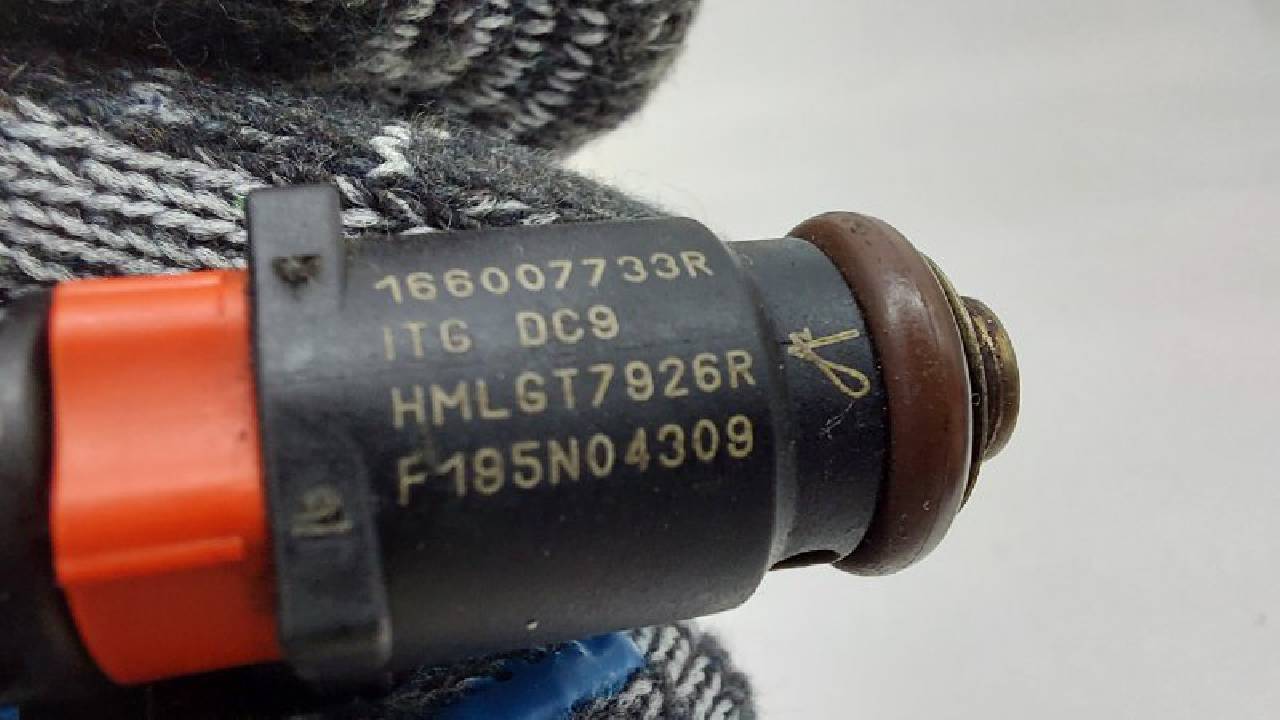 166007733R
ITG DC9
HMLGT7926R
F195N04309